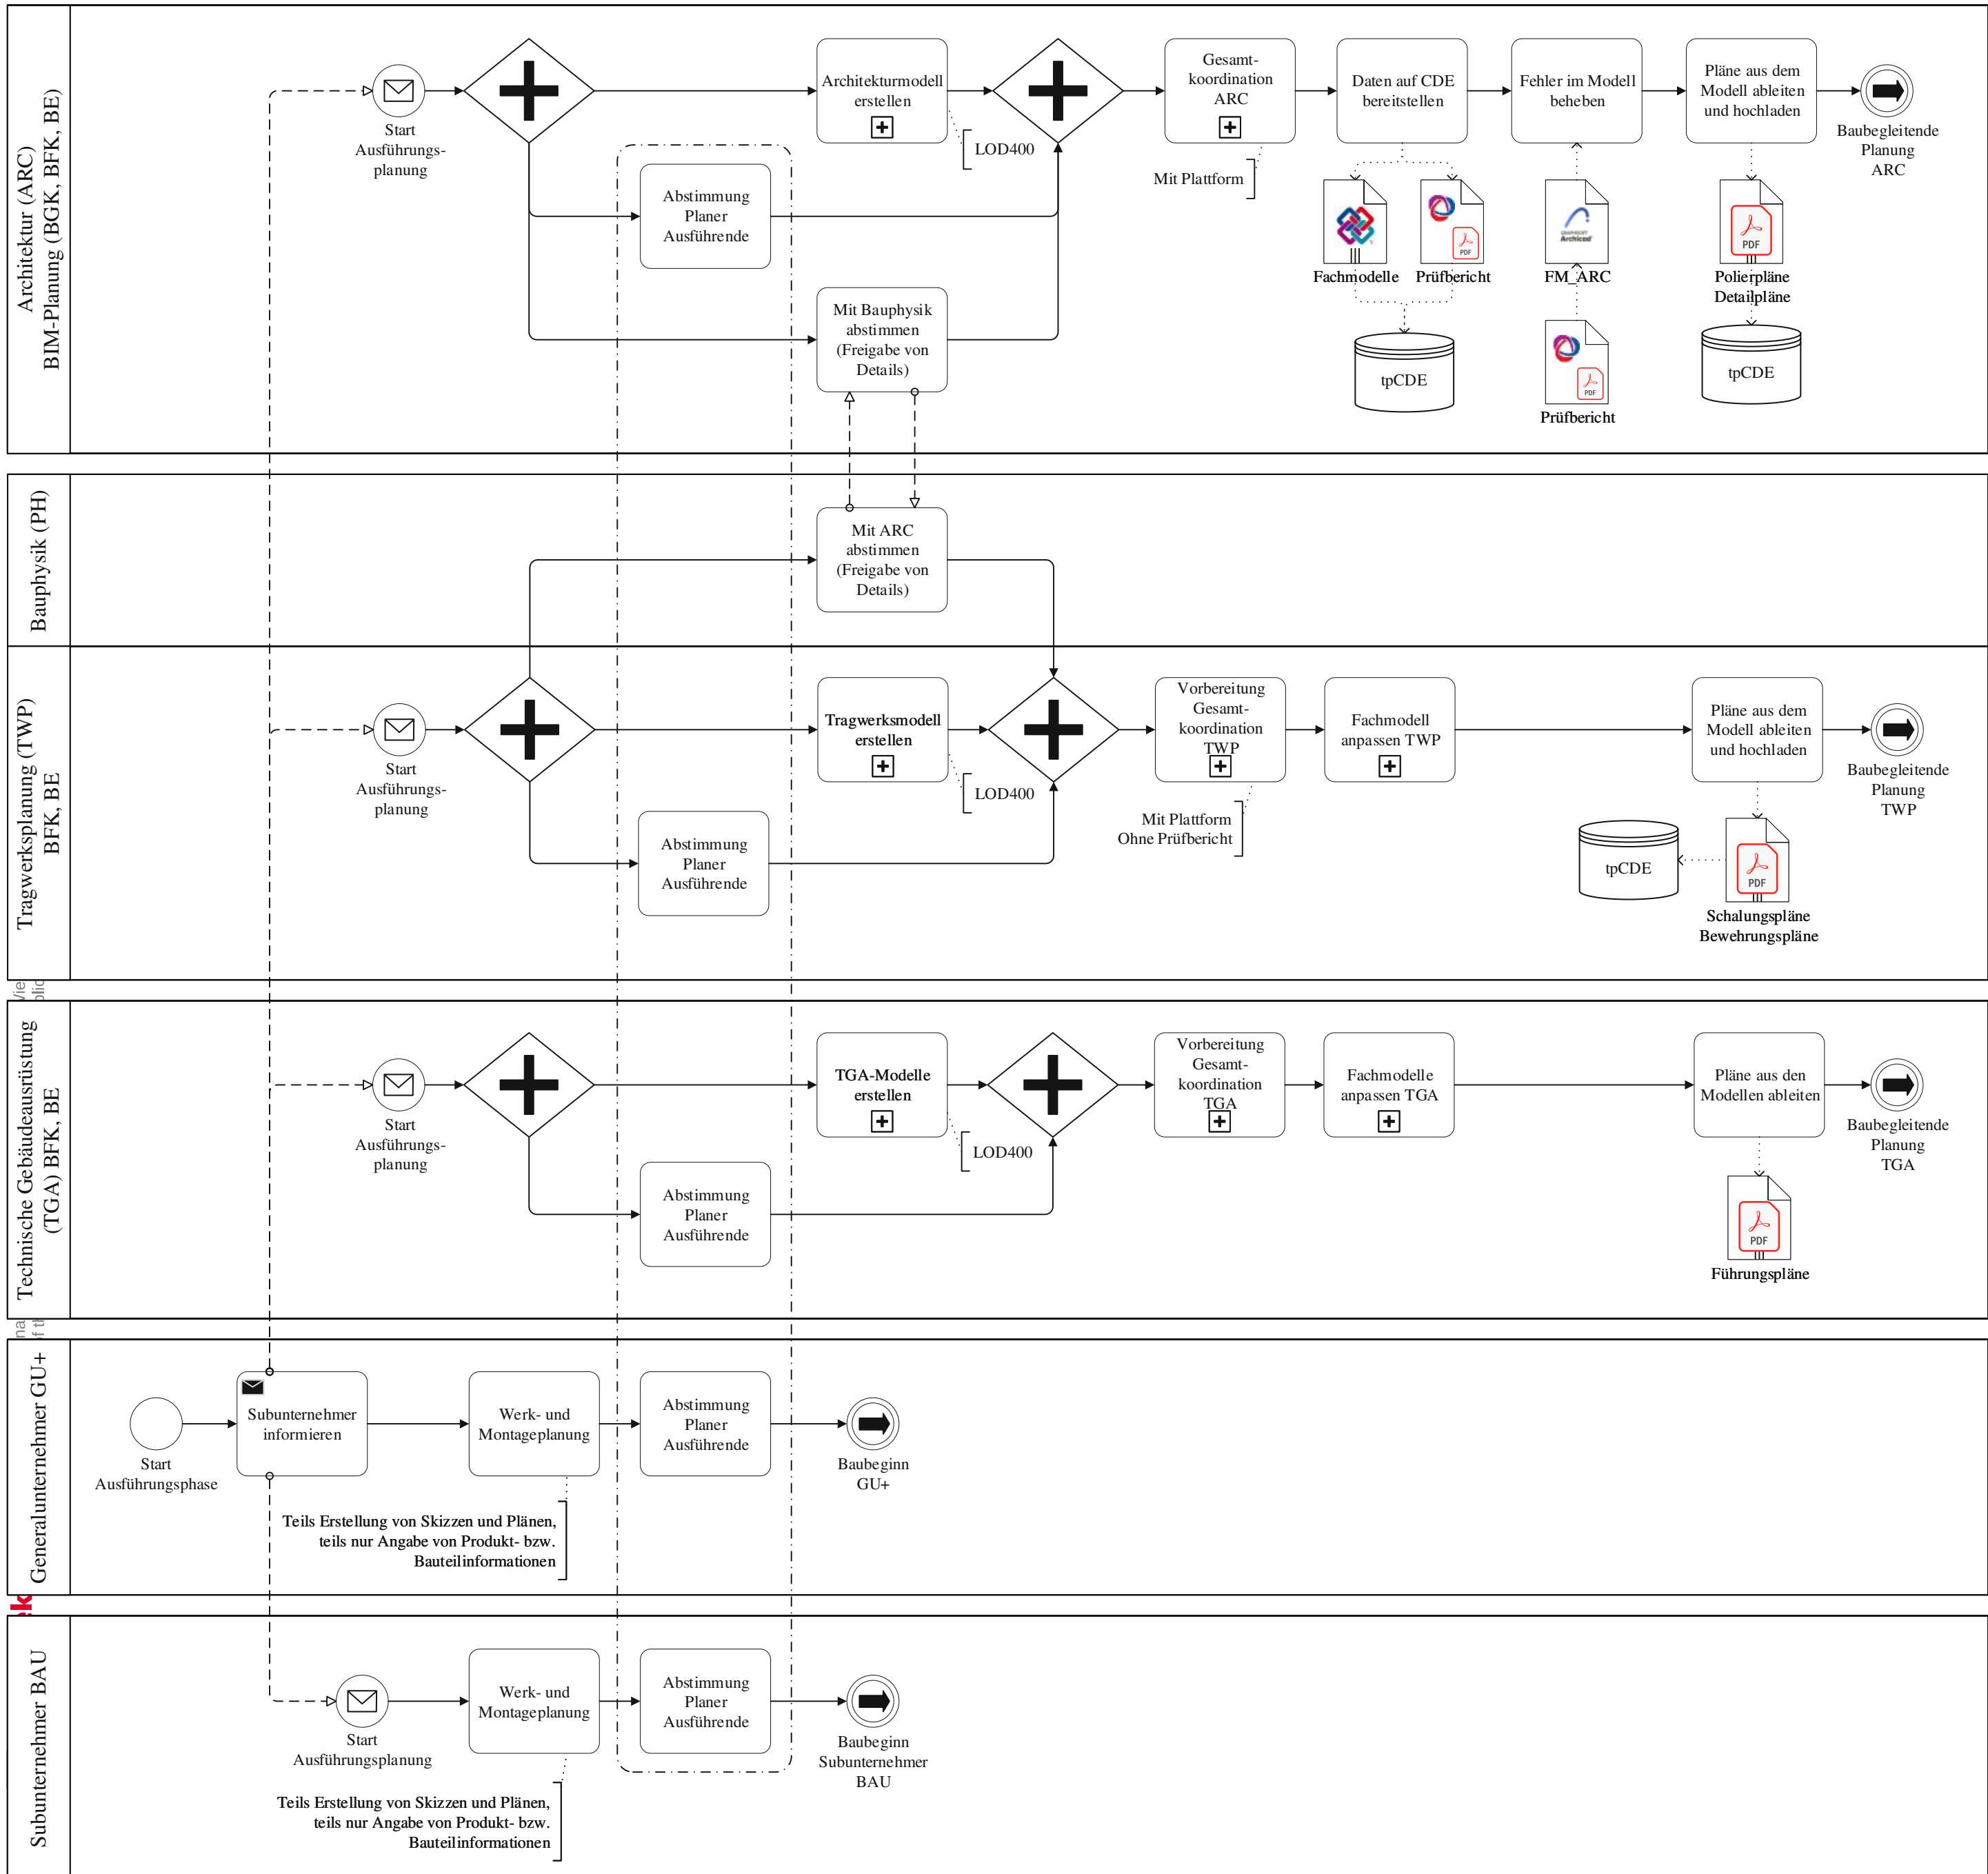 Architektur (ARC)
BIM-Planung (BGK, BFK, BE)
Start
Ausführungs-
planung
Architekturmodell
erstellen
LOD400
Abstimmung
Planer
Ausführende
Mit Bauphysik
abstimmen
(Freigabe von
Details)
Gesamt-
koordination
ARC
Mit Plattform
Daten auf CDE
bereitstellen
Fachmodelle
PDF
Prüfbericht
tpCDE
Fehler im Modell
beheben
GRAPHISOFT
Archicad
FM_ARC
PDF
Prüfbericht
Pläne aus dem
Modell ableiten
und hochladen
PDF
Polierpläne
Detailpläne
tpCDE
Baubegleitende
Planung
ARC
Bauphysik (PH)
Mit ARC
abstimmen
(Freigabe von
Details)
Tragwerksplanung (TWP)
BFK, BE
Start
Ausführungs-
planung
Tragwerksmodell
erstellen
LOD400
Abstimmung
Planer
Ausführende
Vorbereitung
Gesamt-
koordination
TWP
Mit Plattform
Ohne Prüfbericht
Fachmodell
anpassen TWP
Pläne aus dem
Modell ableiten
und hochladen
tpCDE
PDF
Schalungspläne
Bewehrungspläne
Baubegleitende
Planung
TWP
Technische Gebäudeausrüstung
(TGA) BFK, BE
Start
Ausführungs-
planung
TGA-Modelle
erstellen
LOD400
Abstimmung
Planer
Ausführende
Vorbereitung
Gesamt-
koordination
TGA
Fachmodelle
anpassen TGA
Pläne aus den
Modellen ableiten
PDF
Führungspläne
Baubegleitende
Planung
TGA
Generalunternehmer GU+
Start
Ausführungsphase
Subunternehmer
informieren
Werk- und
Montageplanung
Teils Erstellung von Skizzen und Plänen,
teils nur Angabe von Produkt- bzw.
Bauteilinformationen
Abstimmung
Planer
Ausführende
Baubeginn
GU+
Subunternehmer BAU
Start
Ausführungsplanung
Werk- und
Montageplanung
Teils Erstellung von Skizzen und Plänen,
teils nur Angabe von Produkt- bzw.
Bauteilinformationen
Abstimmung
Planer
Ausführende
Baubeginn
Subunternehmer
BAU